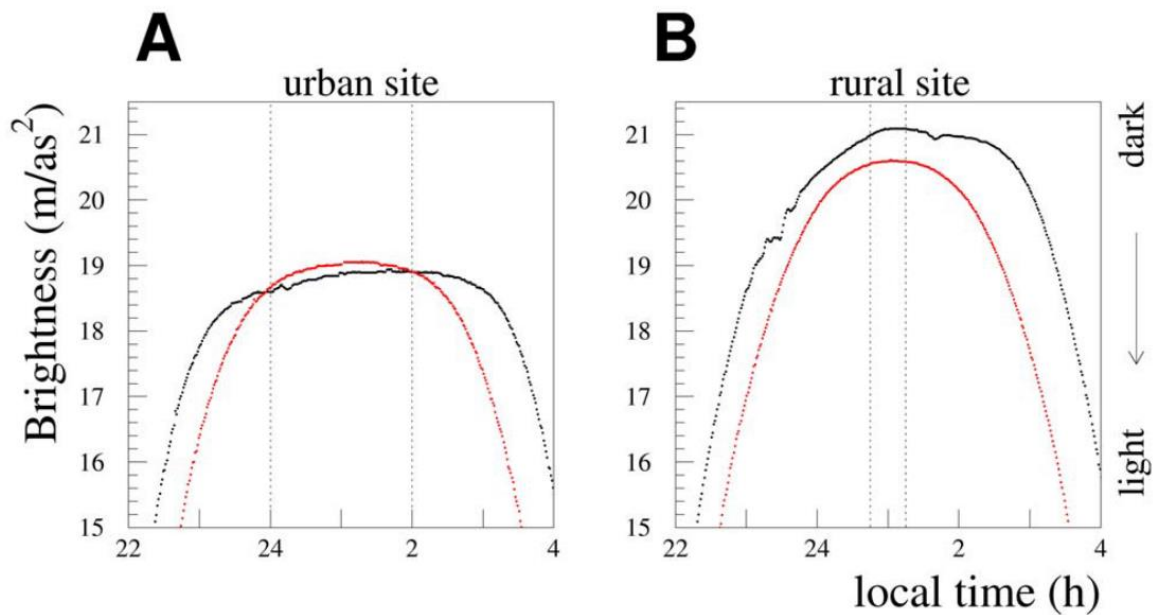 A
B
urban site
rural site
Brightness (m/as²)
21
20
19
18
17
16
15
22
24
2
4
21
20
19
18
17
16
15
22
24
2
4
dark
light
local time (h)